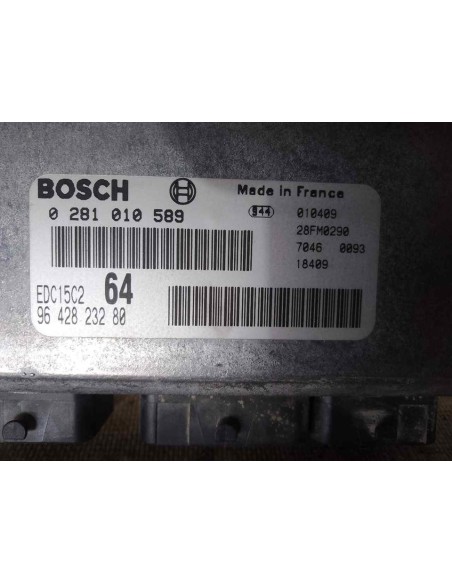 BOSCH
Made in France
0 281 010 589
944 010409
28FM0290
7046 0093
18409
EDC15C2 64
96 428 232 80